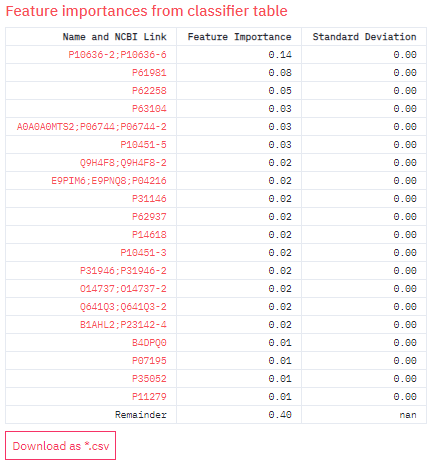 Feature importances from classifier table
Name and NCBI Link Feature Importance Standard Deviation
P10636-2;P10636-6 0.14 0.00
P61981 0.08 0.00
P62258 0.05 0.00
P63104 0.03 0.00
A0A0A0MTS2;P06744;P06744-2 0.03 0.00
P10451-5 0.03 0.00
Q9H4F8;Q9H4F8-2 0.02 0.00
E9PIM6;E9PNQ8;P04216 0.02 0.00
P31146 0.02 0.00
P62937 0.02 0.00
P14618 0.02 0.00
P10451-3 0.02 0.00
P31946;P31946-2 0.02 0.00
O14737;O14737-2 0.02 0.00
Q641Q3;Q641Q3-2 0.02 0.00
B1AHL2;P23142-4 0.02 0.00
B4DPQ0 0.01 0.00
P07195 0.01 0.00
P35052 0.01 0.00
P11279 0.01 0.00
Remainder 0.40 nan
Download as *.csv